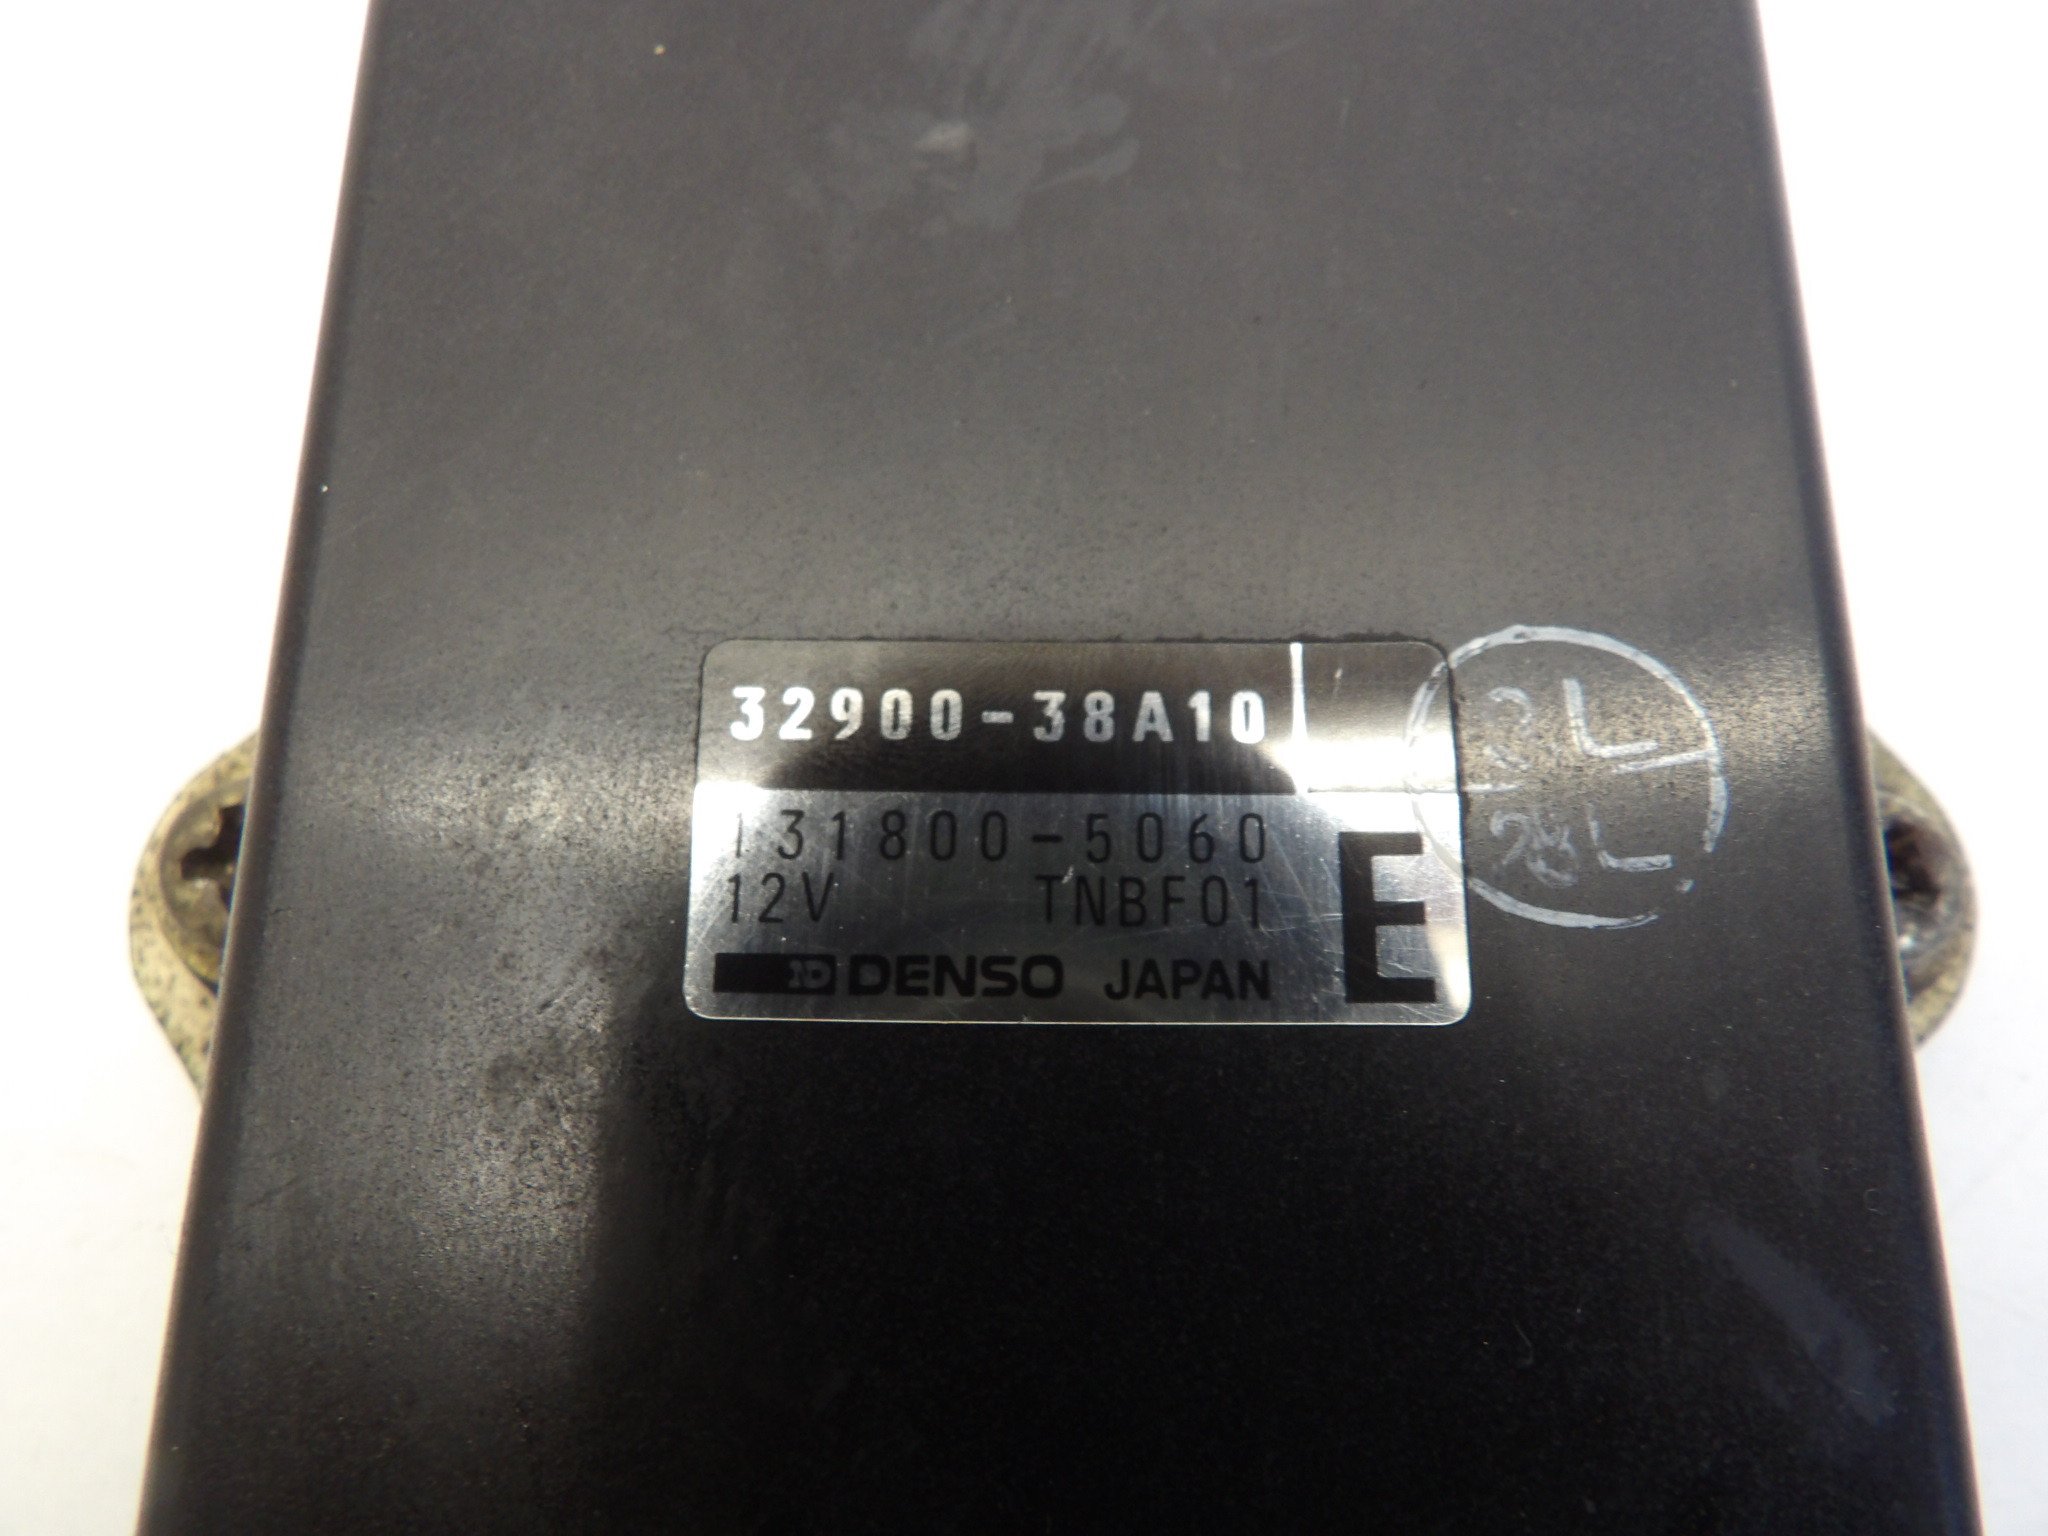 32900-38A10
131800-5060
12V TNBF01
E
DENSO JAPAN